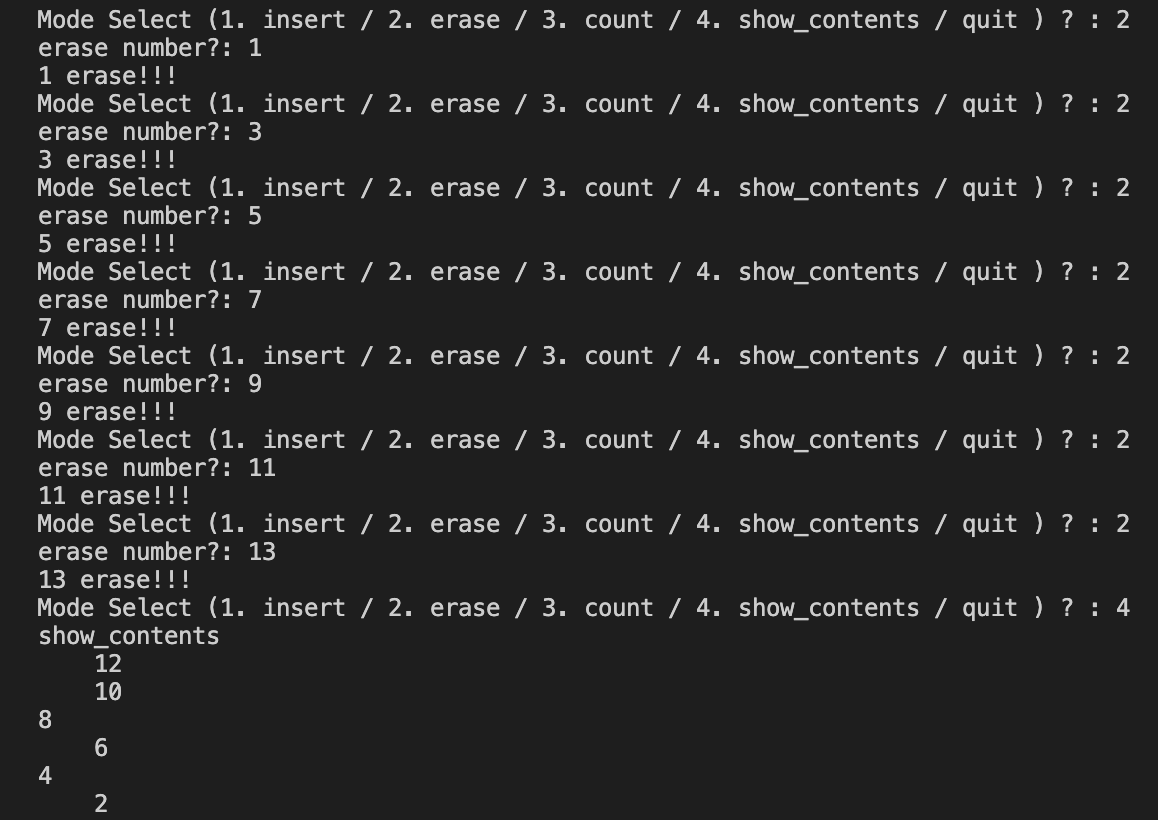 Mode Select (1. insert / 2. erase / 3. count / 4. show_contents / quit ) ? : 2
erase number?: 1
1 erase!!!
Mode Select (1. insert / 2. erase / 3. count / 4. show_contents / quit ) ? : 2
erase number?: 3
3 erase!!!
Mode Select (1. insert / 2. erase / 3. count / 4. show_contents / quit ) ? : 2
erase number?: 5
5 erase!!!
Mode Select (1. insert / 2. erase / 3. count / 4. show_contents / quit ) ? : 2
erase number?: 7
7 erase!!!
Mode Select (1. insert / 2. erase / 3. count / 4. show_contents / quit ) ? : 2
erase number?: 9
9 erase!!!
Mode Select (1. insert / 2. erase / 3. count / 4. show_contents / quit ) ? : 2
erase number?: 11
11 erase!!!
Mode Select (1. insert / 2. erase / 3. count / 4. show_contents / quit ) ? : 2
erase number?: 13
13 erase!!!
Mode Select (1. insert / 2. erase / 3. count / 4. show_contents / quit ) ? : 4
show_contents
    12
    10
8
    6
4
    2